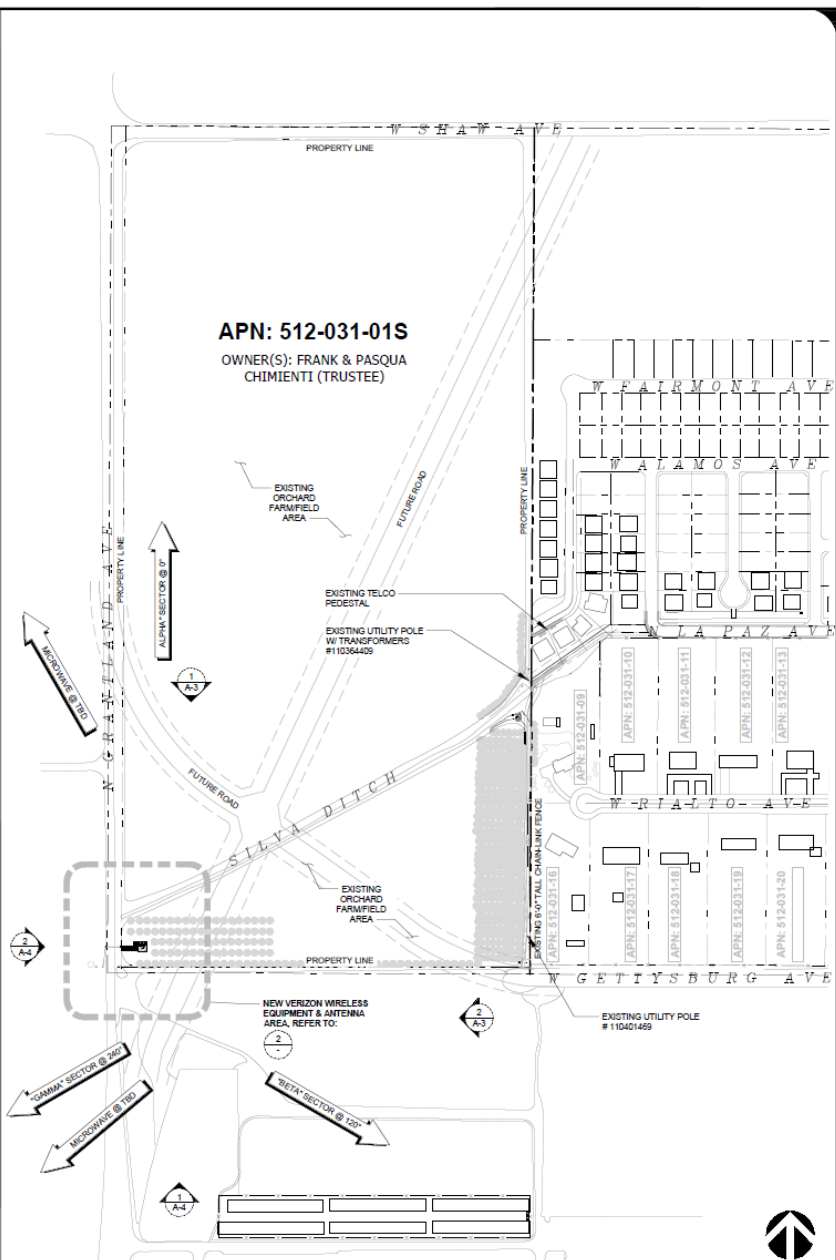 W SHAW AVE
PROPERTY LINE
APN: 512-031-01S
OWNER(S): FRANK & PASQUA
CHIMIENTI (TRUSTEE)
W FAIRMONT AVE
W ALAMOS AVE
EXISTING
ORCHARD
FARM/FIELD
AREA
FUTURE ROAD
PROPERTY LINE
N GRANTLAND AVE
PROPERTY LINE
"ALPHA" SECTOR @ 0°
MICROWAVE @ TBD
1
A-3
EXISTING TELCO
PEDESTAL
EXISTING UTILITY POLE
W/ TRANSFORMERS
#110364409
N LA PAZ AVE
APN: 512-031-09
APN: 512-031-10
APN: 512-031-11
APN: 512-031-12
APN: 512-031-13
FUTURE ROAD
SILVA DITCH
W RIALTO AVE
EXISTING 6'-0" TALL CHAIN-LINK FENCE
APN: 512-031-16
APN: 512-031-17
APN: 512-031-18
APN: 512-031-19
APN: 512-031-20
EXISTING
ORCHARD
FARM/FIELD
AREA
2
A-4
PROPERTY LINE
W GETTYSBURG AVE
NEW VERIZON WIRELESS
EQUIPMENT & ANTENNA
AREA, REFER TO:
2
-
2
A-3
EXISTING UTILITY POLE
# 110401469
"GAMMA" SECTOR @ 240°
MICROWAVE @ TBD
"BETA" SECTOR @ 120°
1
A-4